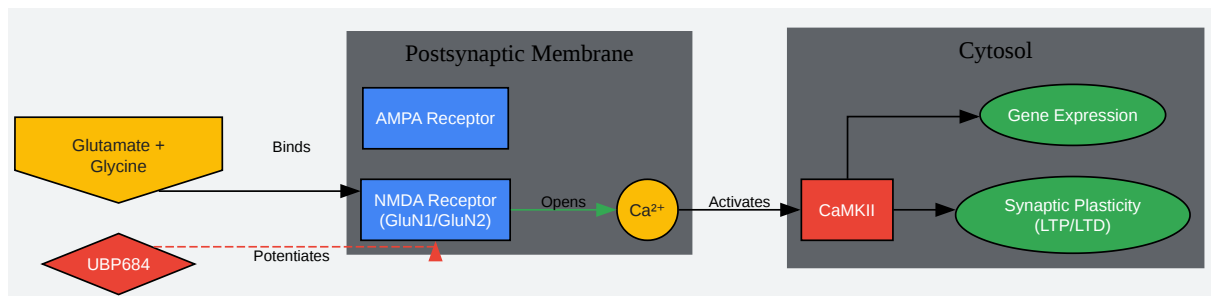 Postsynaptic Membrane
Cytosol
AMPA Receptor
Gene Expression
Glutamate +
Glycine
Binds
NMDA Receptor
(GluN1/GluN2)
Opens
Ca²⁺
Activates
CaMKII
Synaptic Plasticity
(LTP/LTD)
UBP684
Potentiates